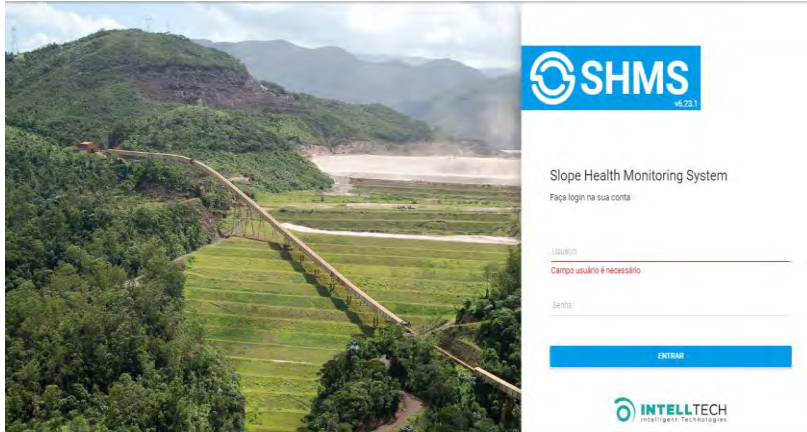 SHMS
v6.23.1
Slope Health Monitoring System
Faça login na sua conta
Usuário
Campo usuário é necessário
Senha
ENTRAR
INTELLTECH
Intelligent Technologies